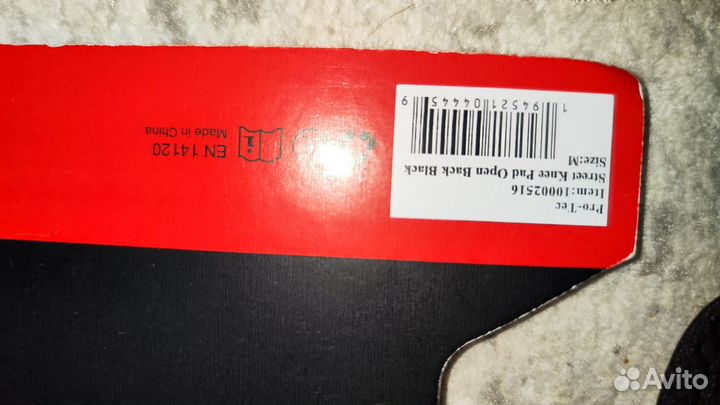 Pro-Tec
Item:10002516
Street Knee Pad Open Back Black
Size:M
1 94521 04445 9
EN 14120
Made in China
Avito